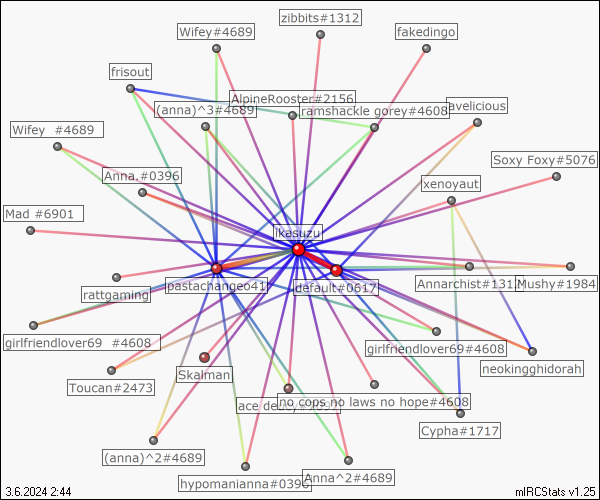 zibbits#1312
Wifey#4689
fakedingo
frisout
AlpineRooster#2156
(anna)^3#4689
ramshackle gorey#4608
avelicious
Wifey #4689
Soxy Foxy#5076
Anna.#0396
xenoyaut
Mad #6901
ikasuzu
pastachangeo41
default#0617
Annarchist#1312
Mushy#1984
rattgaming
girlfriendlover69 #4608
girlfriendlover69#4608
neokingghidorah
Skalman
Toucan#2473
ace
no cops no laws no hope#4608
Cypha#1717
(anna)^2#4689
hypomanianna#0396
Anna^2#4689
3.6.2024 2:44
mIRCStats v1.25